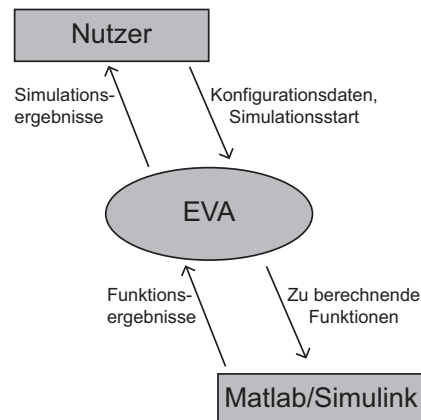 Nutzer
Simulations-
ergebnisse
Konfigurationsdaten,
Simulationsstart
EVA
Funktions-
ergebnisse
Zu berechnende
Funktionen
Matlab/Simulink